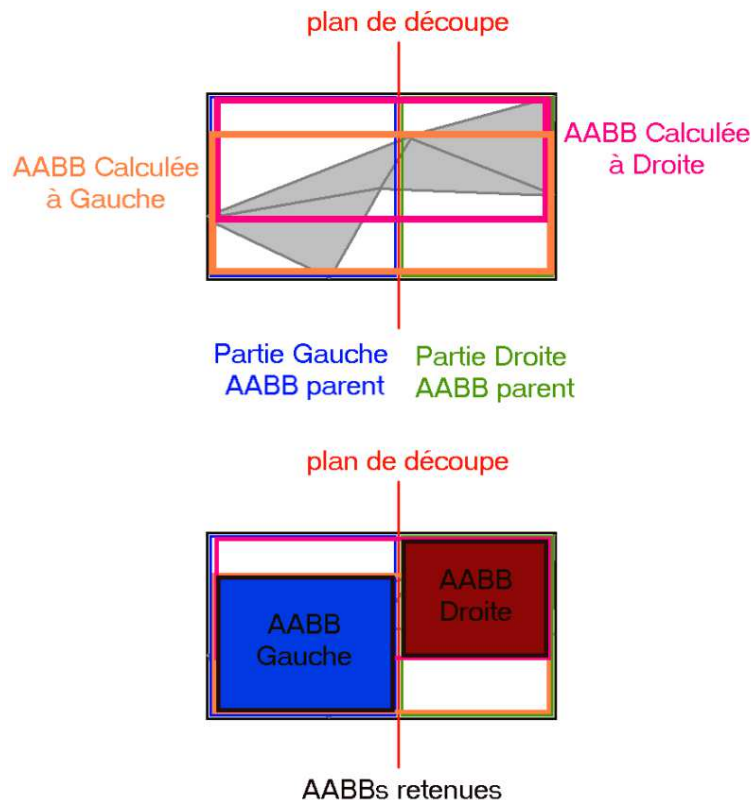 plan de découpe
AABB Calculée
à Gauche
AABB Calculée
à Droite
Partie Gauche
AABB parent
Partie Droite
AABB parent
plan de découpe
AABB
Gauche
AABB
Droite
AABBs retenues